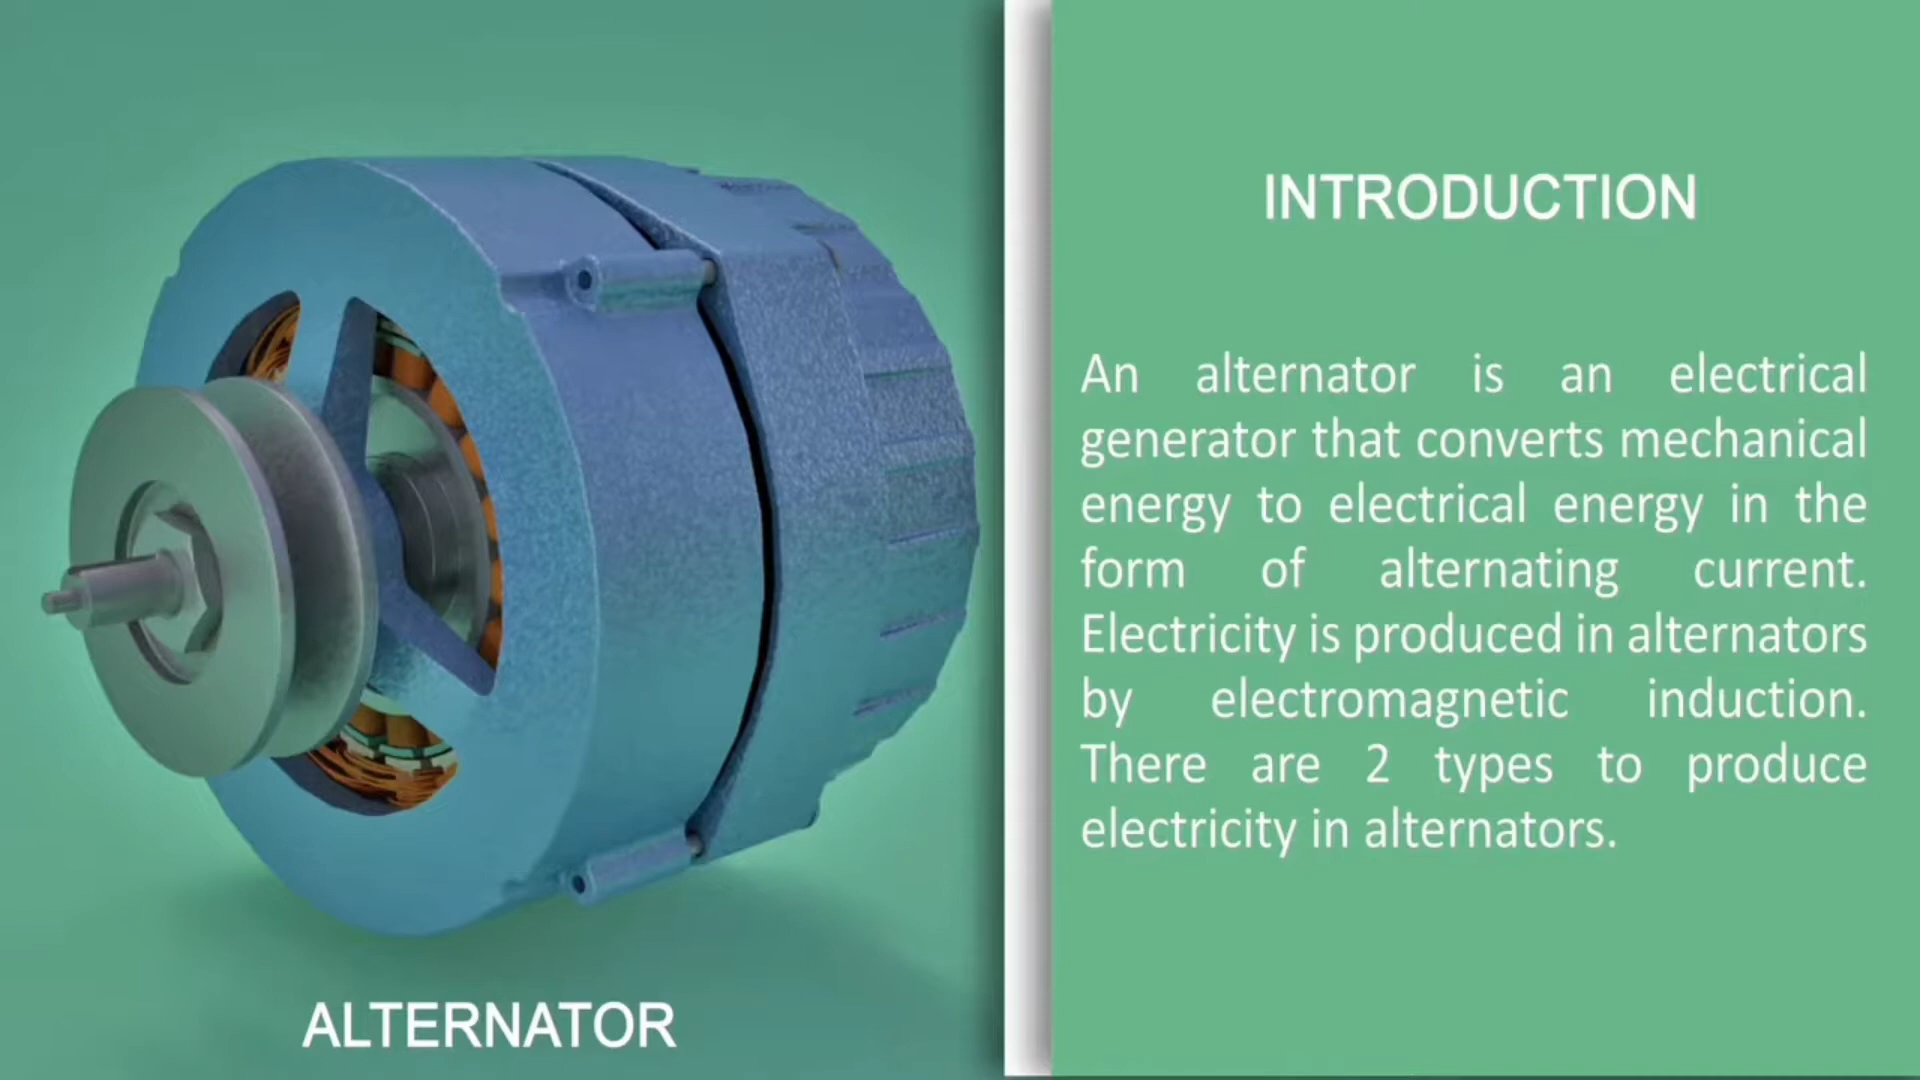 INTRODUCTION
An alternator is an electrical
generator that converts mechanical
energy to electrical energy in the
form of alternating current.
Electricity is produced in alternators
by electromagnetic induction.
There are 2 types to produce
electricity in alternators.
ALTERNATOR